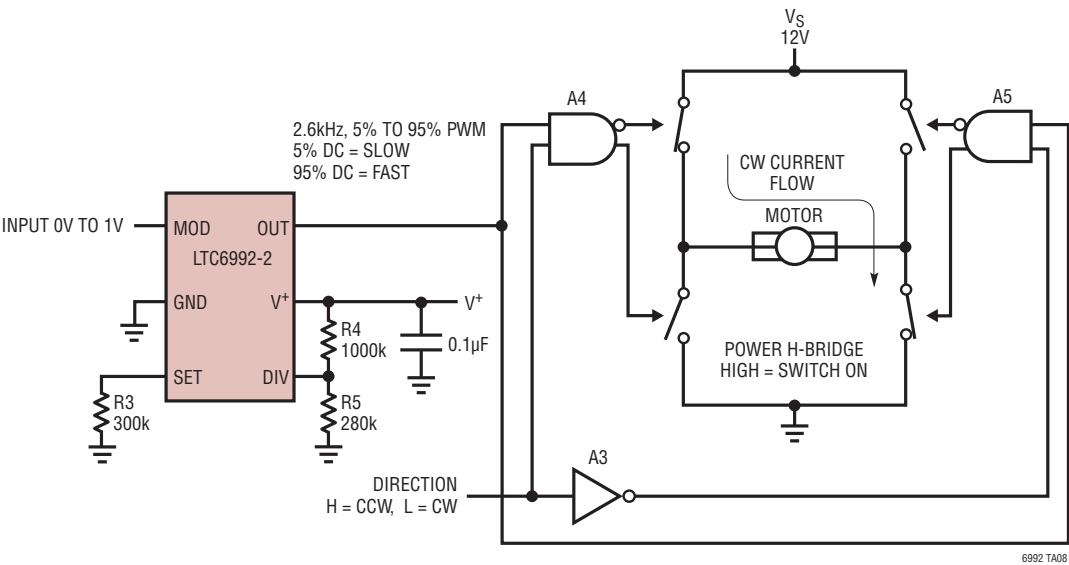 VS
12V
A4
A5
2.6kHz, 5% TO 95% PWM
5% DC = SLOW
95% DC = FAST
CW CURRENT
FLOW
MOTOR
INPUT 0V TO 1V
MOD
OUT
LTC6992-2
GND
V+
V+
R4
1000k
0.1µF
POWER H-BRIDGE
HIGH = SWITCH ON
SET
DIV
R3
300k
R5
280k
A3
DIRECTION
H = CCW, L = CW
6992 TA08